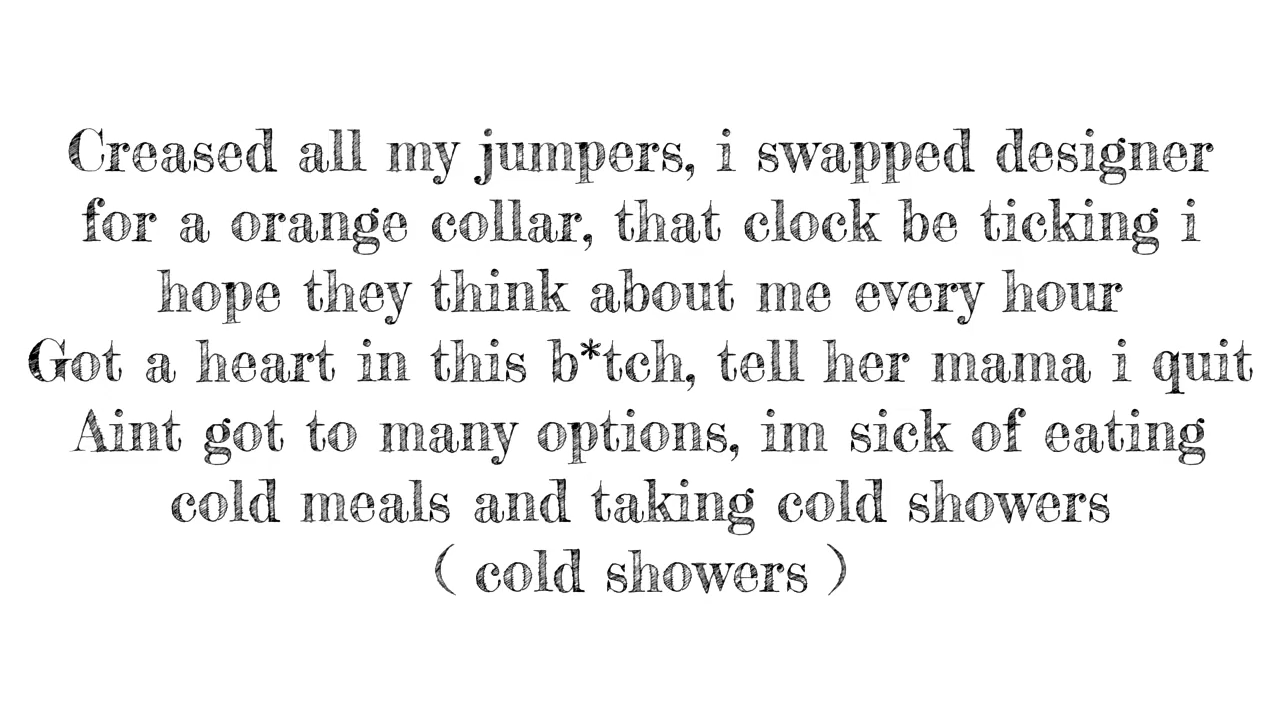 Creased all my jumpers, i swapped designer
for a orange collar, that clock be ticking i
hope they think about me every hour
Got a heart in this b*tch, tell her mama i quit
Aint got to many options, im sick of eating
cold meals and taking cold showers
( cold showers )